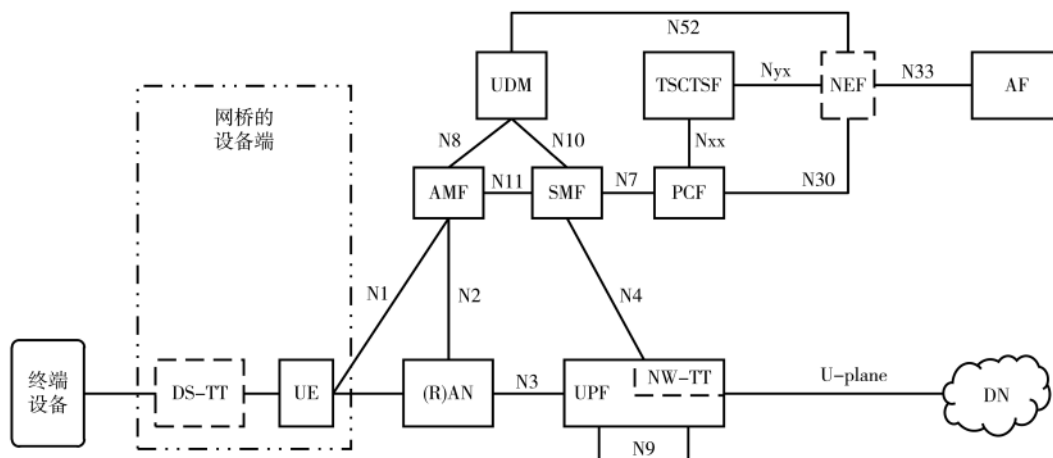 N52
UDM
TSCTSF
Nyx
NEF
N33
AF
网桥的
设备端
N8
N10
Nxx
AMF
N11
SMF
N7
PCF
N30
N1
N2
N4
终端
设备
DS-TT
UE
(R)AN
N3
UPF
NW-TT
U-plane
DN
N9